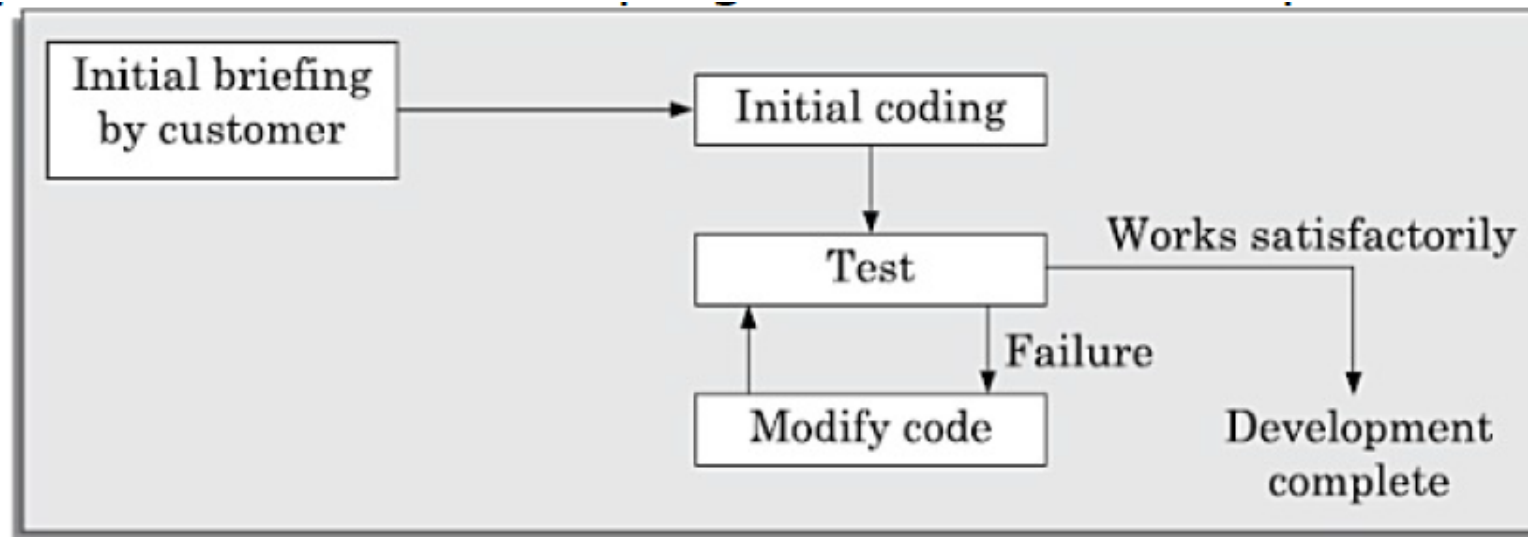 Initial briefing
by customer
Initial coding
Test
Works satisfactorily
Failure
Modify code
Development
complete